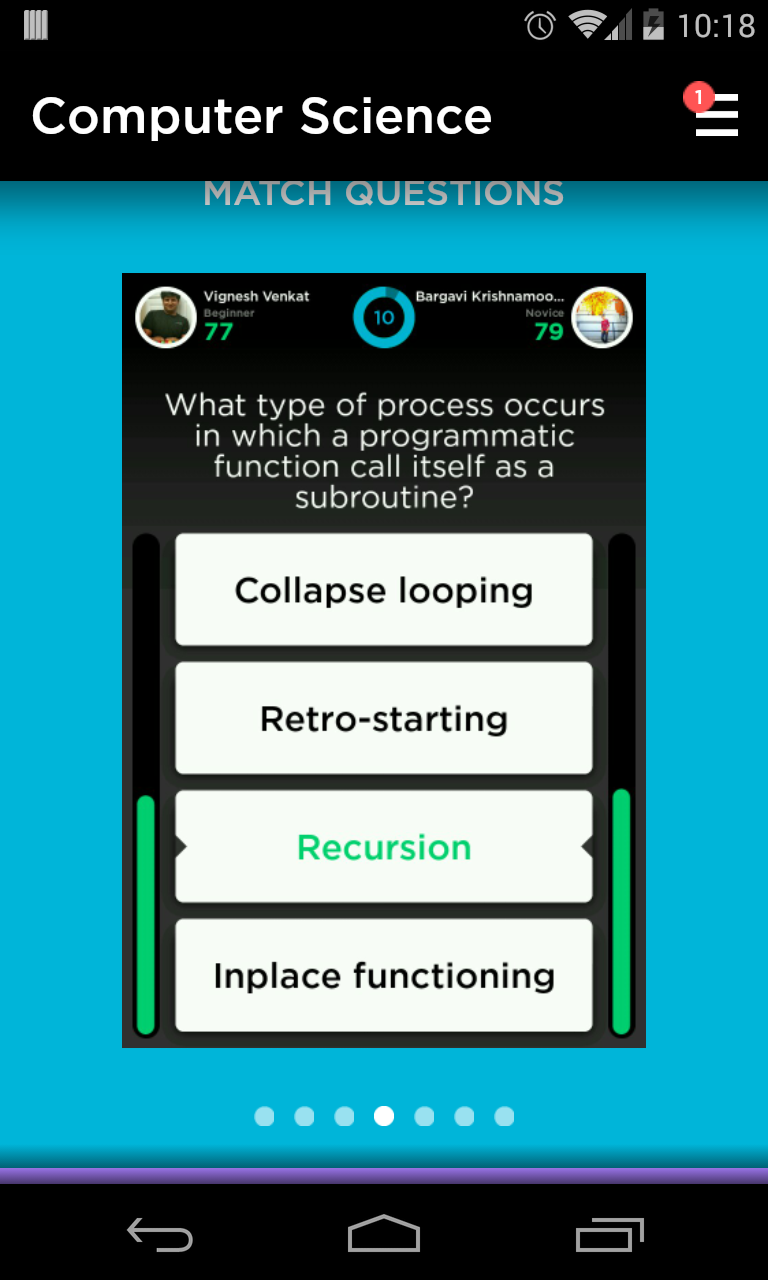 10:18
Computer Science
1
MATCH QUESTIONS
Vignesh Venkat
Beginner
77
10
Bargavi Krishnamoo...
Novice
79
What type of process occurs
in which a programmatic
function call itself as a
subroutine?
Collapse looping
Retro-starting
Recursion
Inplace functioning